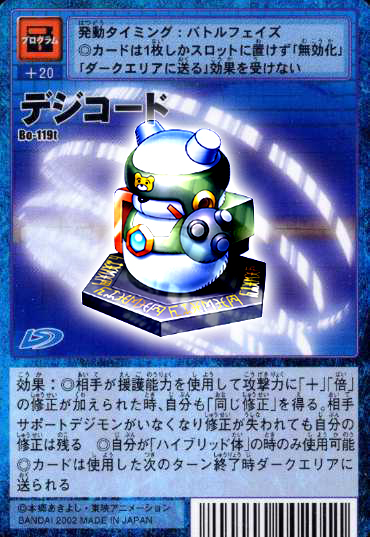 プログラム
+20
発動タイミング：バトルフェイズ
◎カードは1枚しかスロットに置けず「無効化」
「ダークエリアに送る」効果を受けない
デジコード
Bo-119t
効果：◎相手が援護能力を使用して攻撃力に「＋」「倍」
の修正が加えられた時、自分も「同じ修正」を得る。相手
サポートデジモンがいなくなり修正が失われても自分の
修正は残る　◎自分が「ハイブリッド体」の時のみ使用可能
◎カードは使用した次のターン終了時ダークエリアに
送られる
©本郷あきよし・東映アニメーション
BANDAI 2002 MADE IN JAPAN